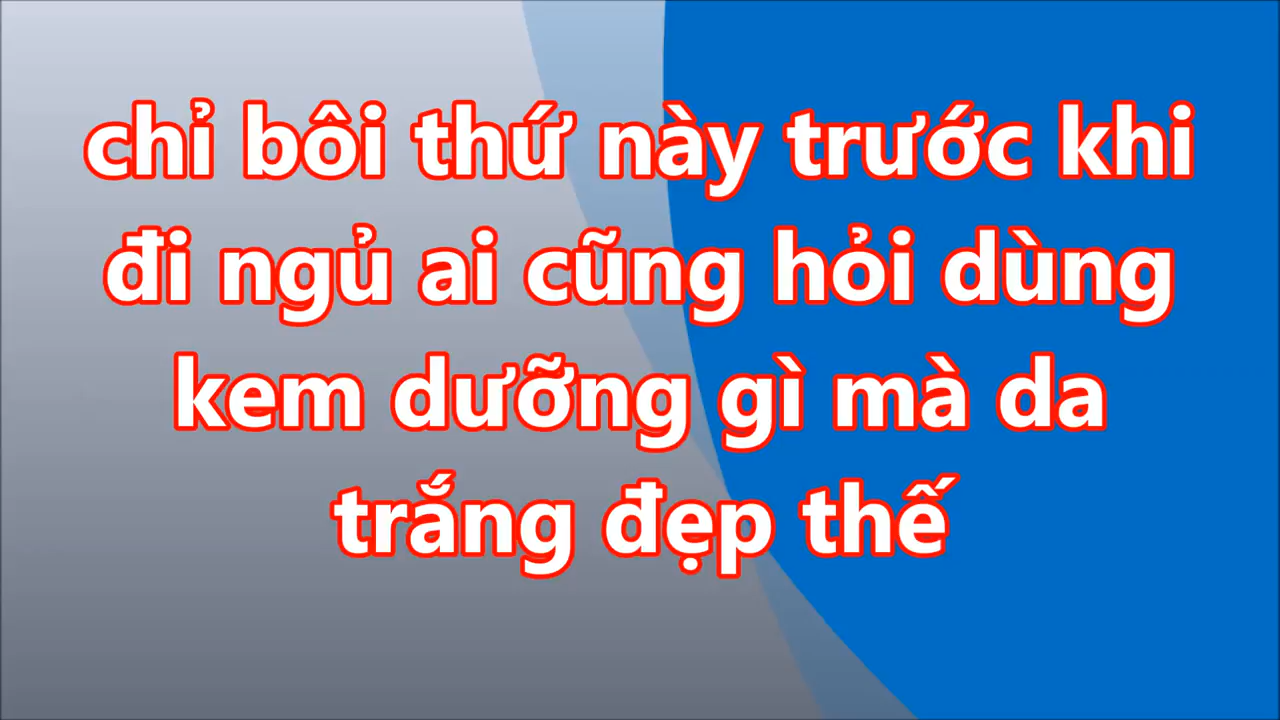 chỉ bôi thứ này trước khi
đi ngủ ai cũng hỏi dùng
kem dưỡng gì mà da
trắng đẹp thế